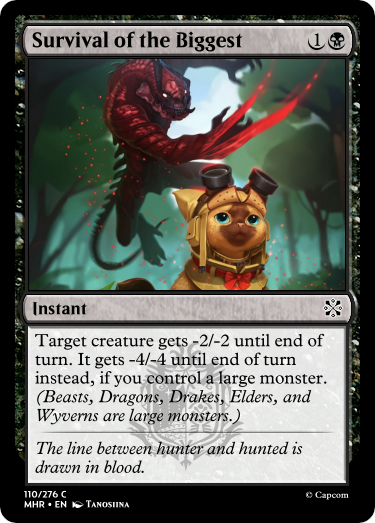 Survival of the Biggest 1
Instant
Target creature gets -2/-2 until end of
turn. It gets -4/-4 until end of turn
instead, if you control a large monster.
(Beasts, Dragons, Drakes, Elders, and
Wyverns are large monsters.)
The line between hunter and hunted is
drawn in blood.
110/276 C
MHR • EN TANOSIINA © Capcom